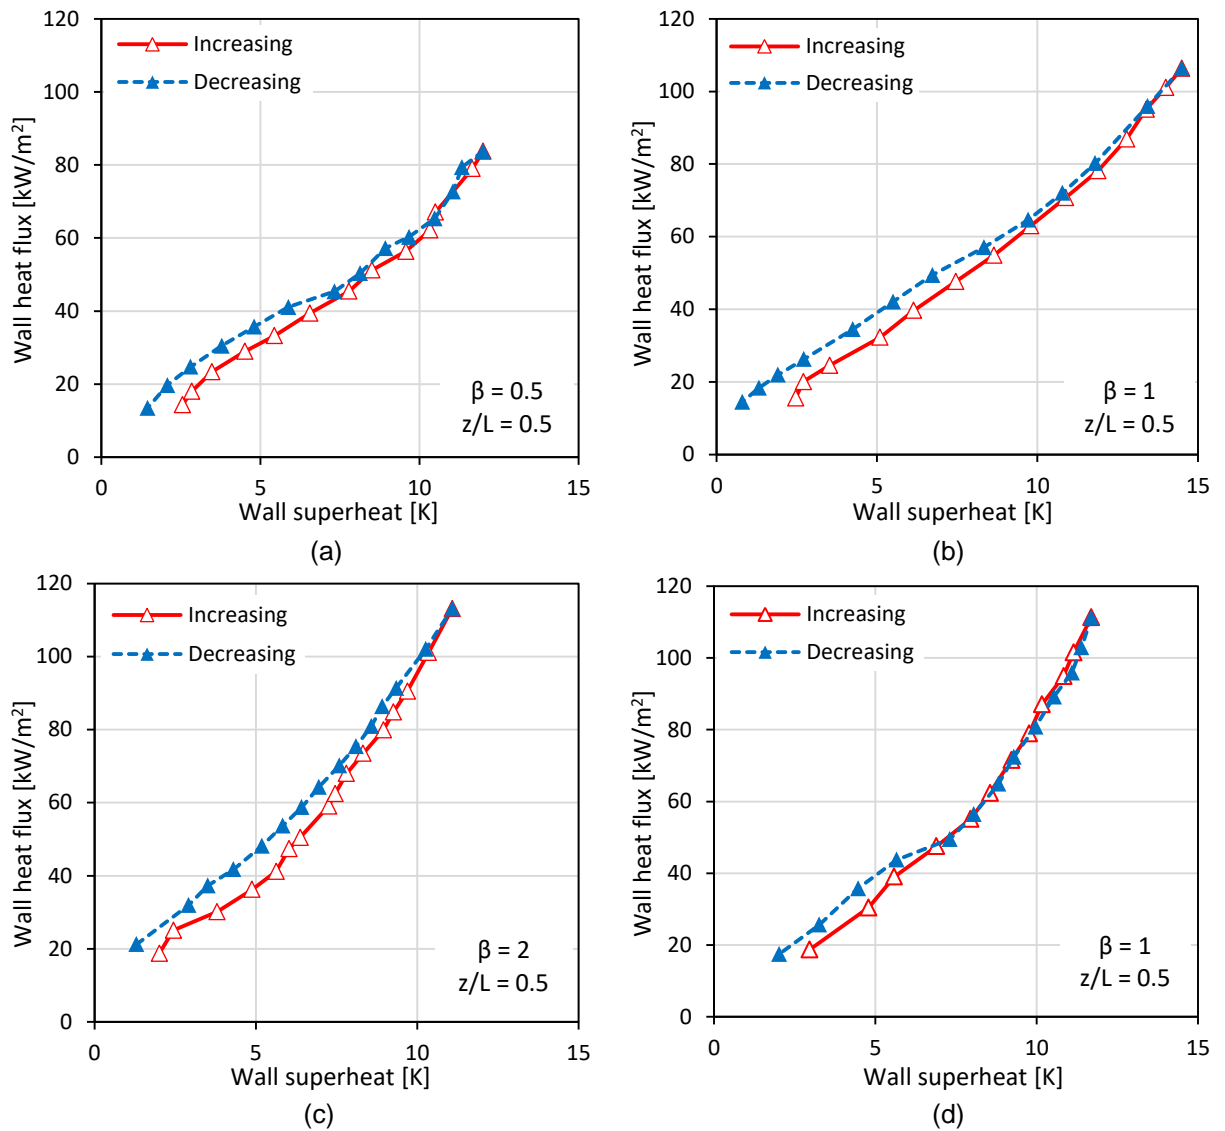 120
100
80
60
40
20
0
Wall heat flux [kW/m²]
Increasing
Decreasing
β = 0.5
z/L = 0.5
0 5 10 15
Wall superheat [K]
(a)
120
100
80
60
40
20
0
Wall heat flux [kW/m²]
Increasing
Decreasing
β = 1
z/L = 0.5
0 5 10 15
Wall superheat [K]
(b)
120
100
80
60
40
20
0
Wall heat flux [kW/m²]
Increasing
Decreasing
β = 2
z/L = 0.5
0 5 10 15
Wall superheat [K]
(c)
120
100
80
60
40
20
0
Wall heat flux [kW/m²]
Increasing
Decreasing
β = 1
z/L = 0.5
0 5 10 15
Wall superheat [K]
(d)